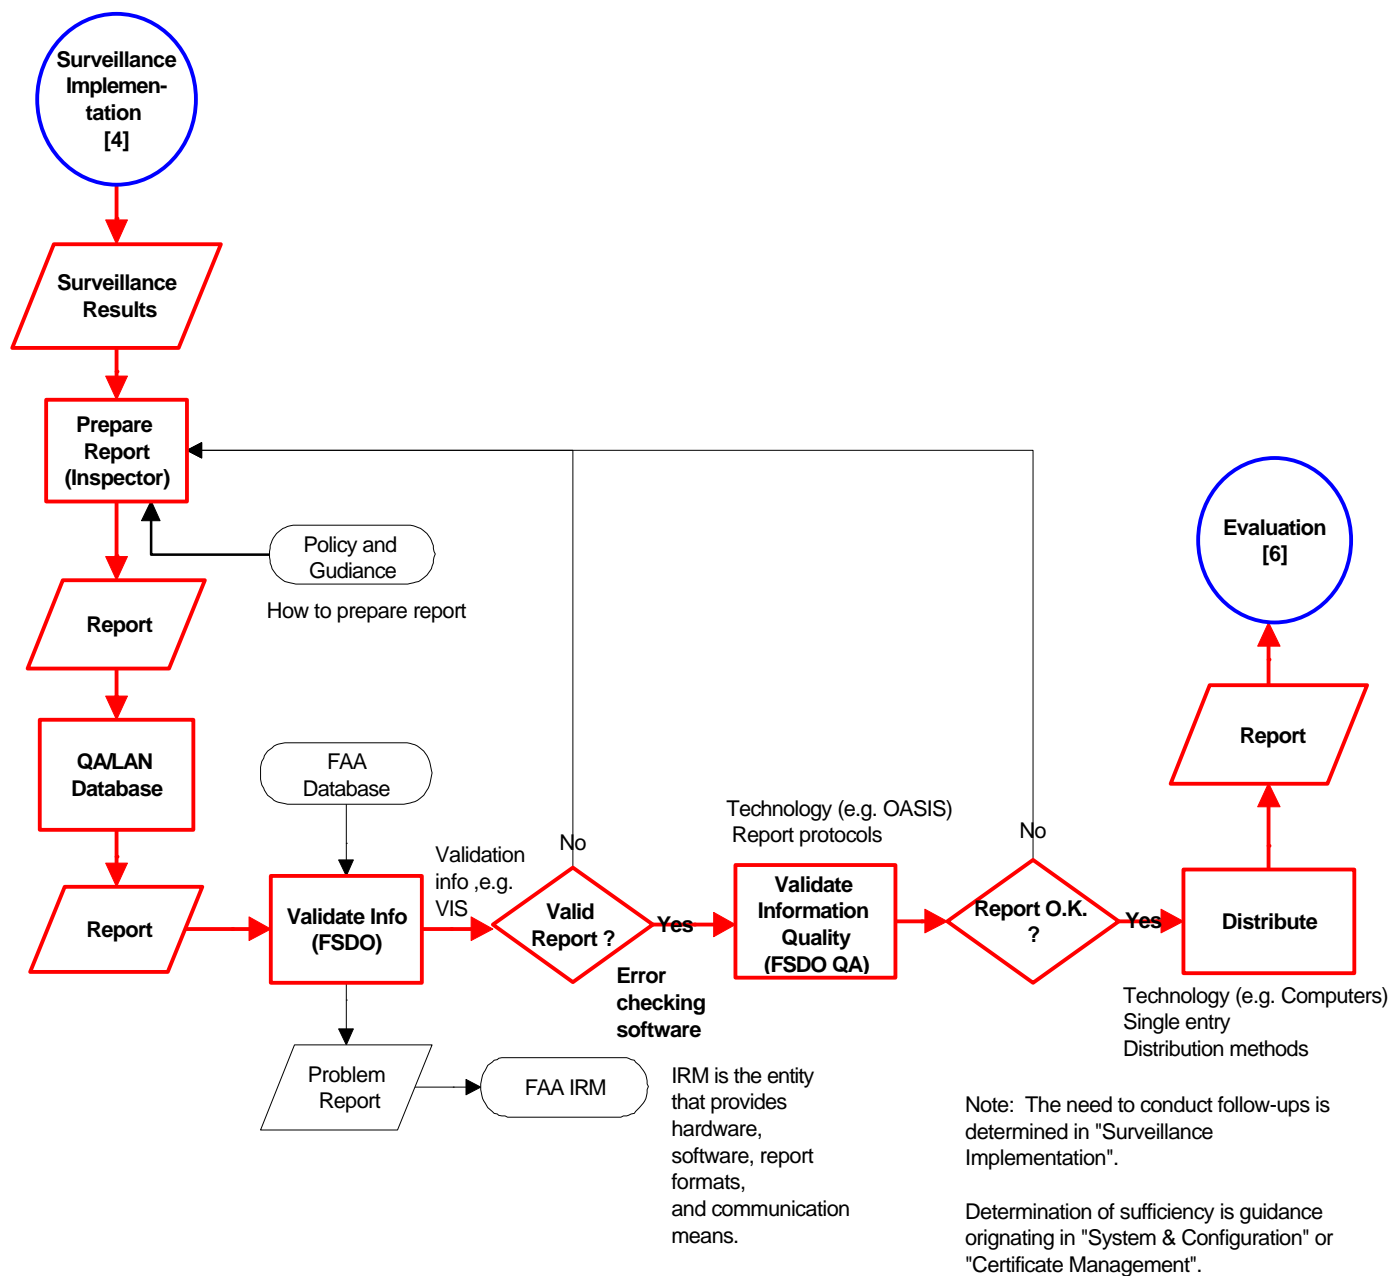 Surveillance
Implemen-
tation
[4]
Surveillance
Results
Prepare
Report
(Inspector)
Policy and
Gudiance
How to prepare report
Report
QA/LAN
Database
Report
FAA
Database
Validate Info
(FSDO)
Validation
info ,e.g.
VIS
No
Valid
Report ?
Yes
Error
checking
software
Problem
Report
FAA IRM
IRM is the entity
that provides
hardware,
software, report
formats,
and communication
means.
Technology (e.g. OASIS)
Report protocols
Validate
Information
Quality
(FSDO QA)
No
Report O.K.
?
Yes
Distribute
Technology (e.g. Computers)
Single entry
Distribution methods
Report
Evaluation
[6]
Note:  The need to conduct follow-ups is
determined in "Surveillance
Implementation".
Determination of sufficiency is guidance
orignating in "System & Configuration" or
"Certificate Management".